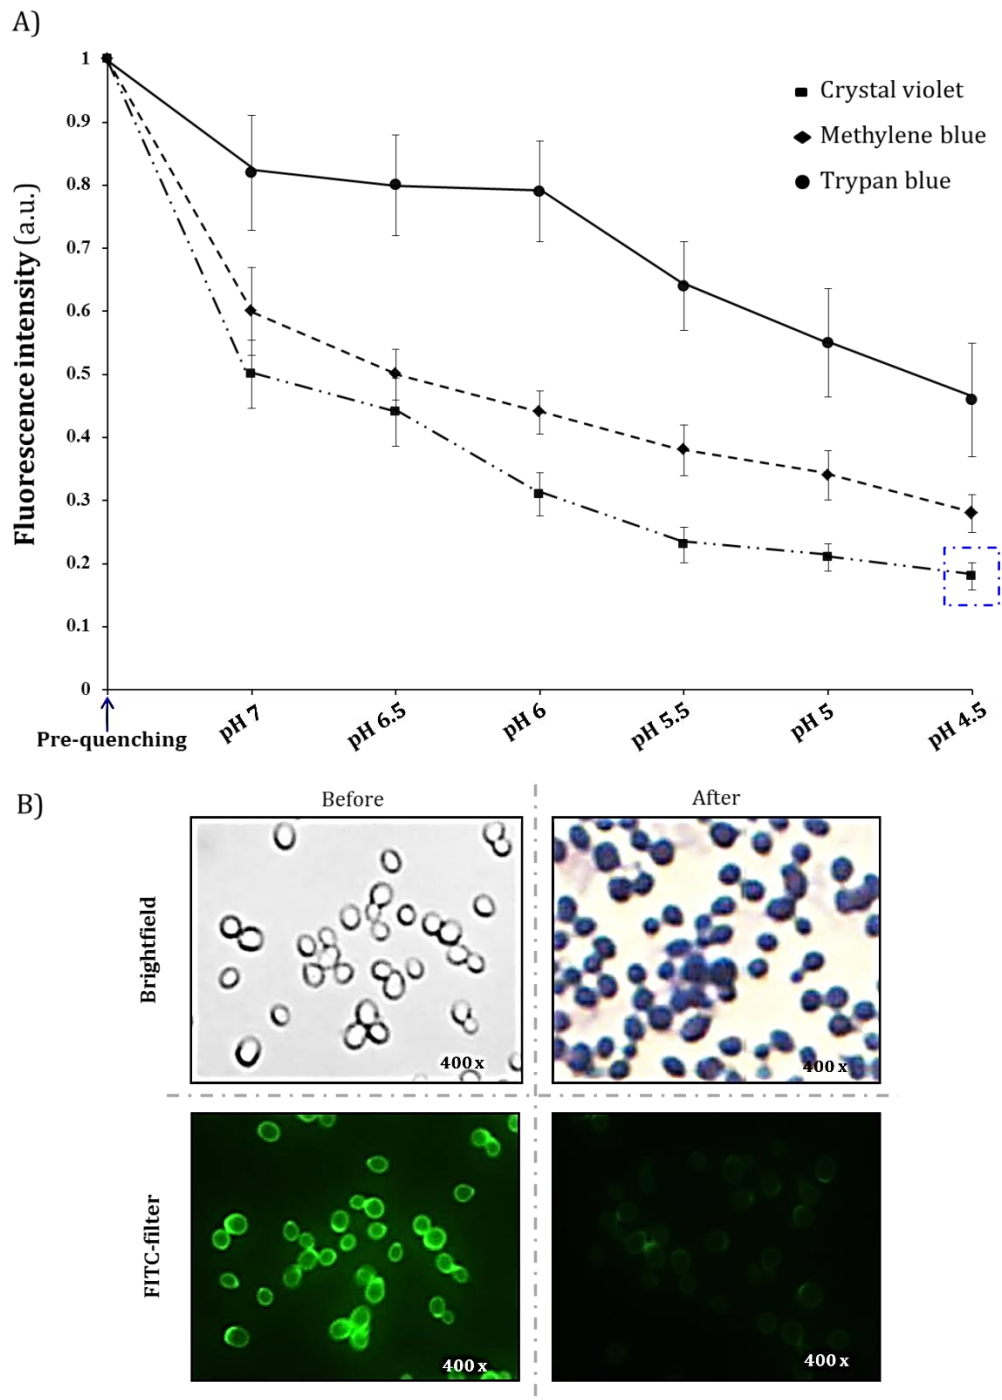 A)
Fluorescence intensity (a.u.)
1
0.9
0.8
0.7
0.6
0.5
0.4
0.3
0.2
0.1
0
Crystal violet
Methylene blue
Trypan blue
Pre-quenching
pH 7
pH 6.5
pH 6
pH 5.5
pH 5
pH 4.5
B)
Before
After
Brightfield
400 x
400 x
FITC-filter
400 x
400 x